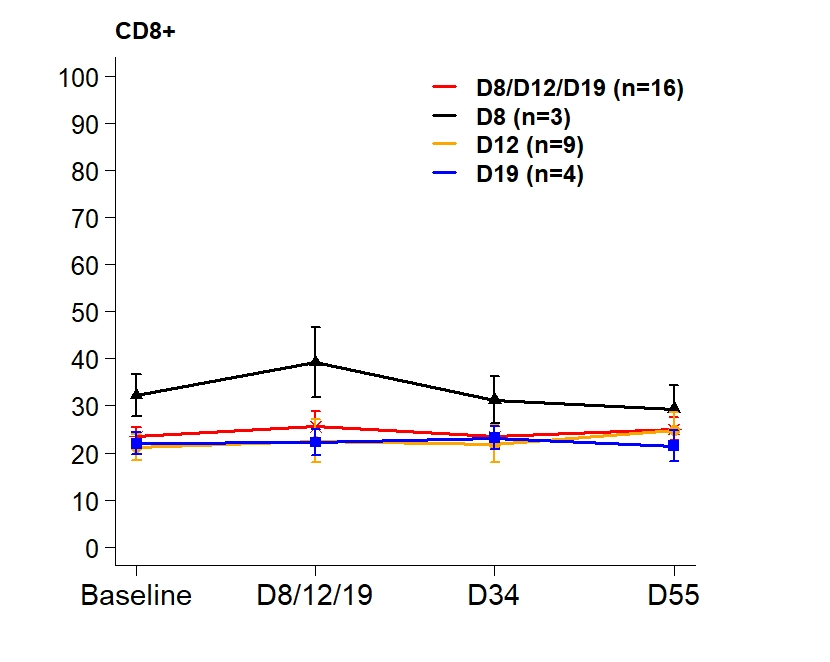 CD8+
100
90
80
70
60
50
40
30
20
10
0
D8/D12/D19 (n=16)
D8 (n=3)
D12 (n=9)
D19 (n=4)
Baseline D8/12/19 D34 D55